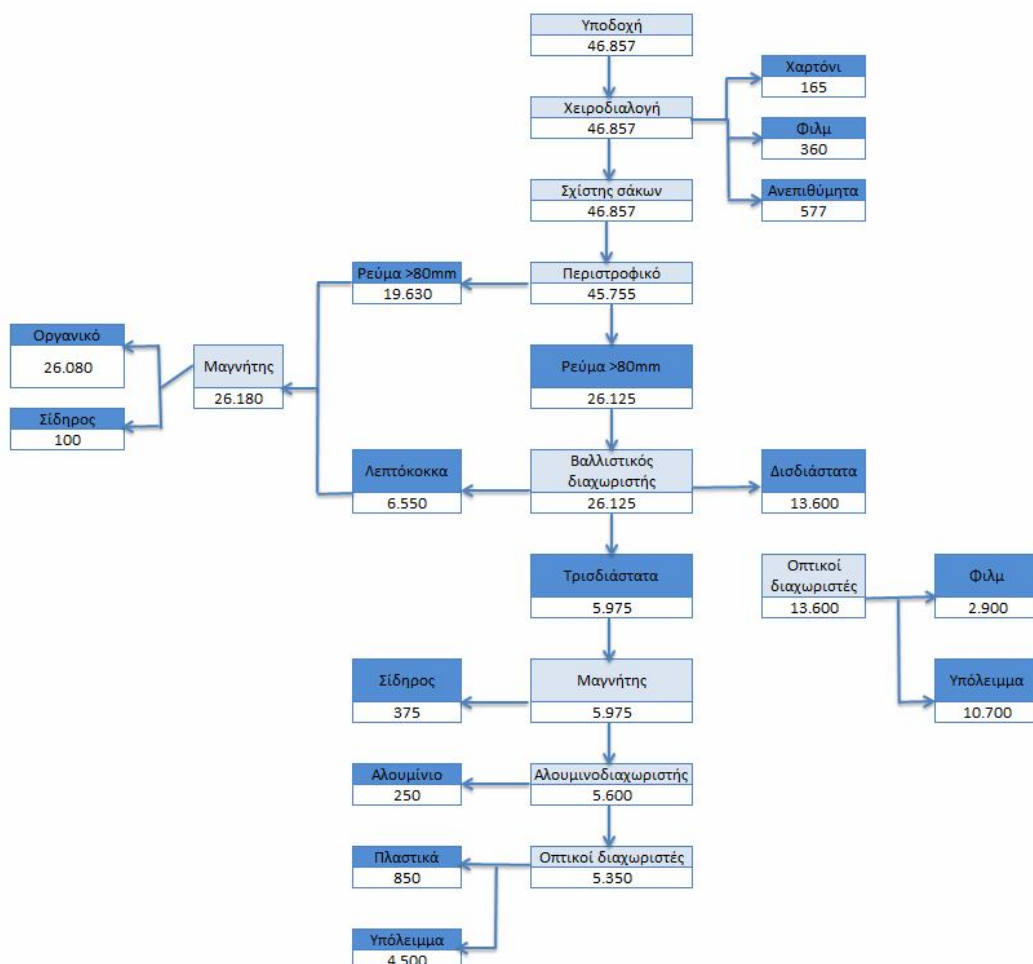 Υποδοχή
46.857
Χαρτόνι
165
Χειροδιαλογή
46.857
Φιλμ
360
Σχίστης σάκων
46.857
Ανεπιθύμητα
577
Ρεύμα >80mm
19.630
Περιστροφικό
45.755
Οργανικό
26.080
Μαγνήτης
26.180
Σίδηρος
100
Ρεύμα >80mm
26.125
Λεπτόκοκκα
6.550
Βαλλιστικός
διαχωριστής
26.125
Δισδιάστατα
13.600
Τρισδιάστατα
5.975
Οπτικοί
διαχωριστές
13.600
Φιλμ
2.900
Σίδηρος
375
Μαγνήτης
5.975
Υπόλειμμα
10.700
Αλουμίνιο
250
Αλουμινοδιαχωριστής
5.600
Πλαστικά
850
Οπτικοί διαχωριστές
5.350
Υπόλειμμα
4.500